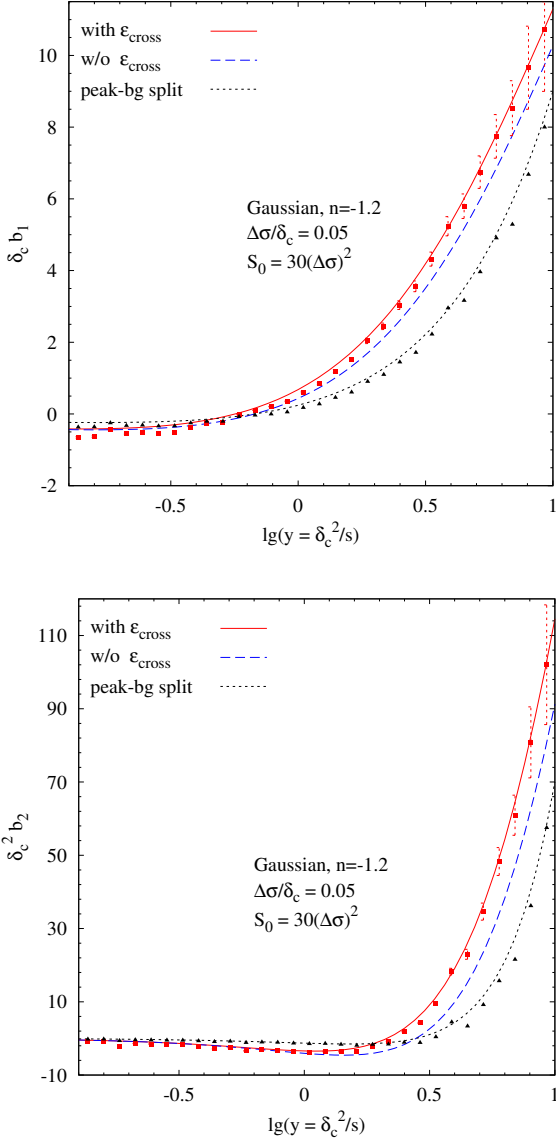 10
8
6
4
2
0
-2
δ_c b_1
with ε_cross
w/o ε_cross
peak-bg split
Gaussian, n=-1.2
Δσ/δ_c = 0.05
S_0 = 30(Δσ)^2
-0.5
0
0.5
1
lg(y = δ_c^2/s)
110
90
70
50
30
10
-10
δ_c^2 b_2
with ε_cross
w/o ε_cross
peak-bg split
Gaussian, n=-1.2
Δσ/δ_c = 0.05
S_0 = 30(Δσ)^2
-0.5
0
0.5
1
lg(y = δ_c^2/s)